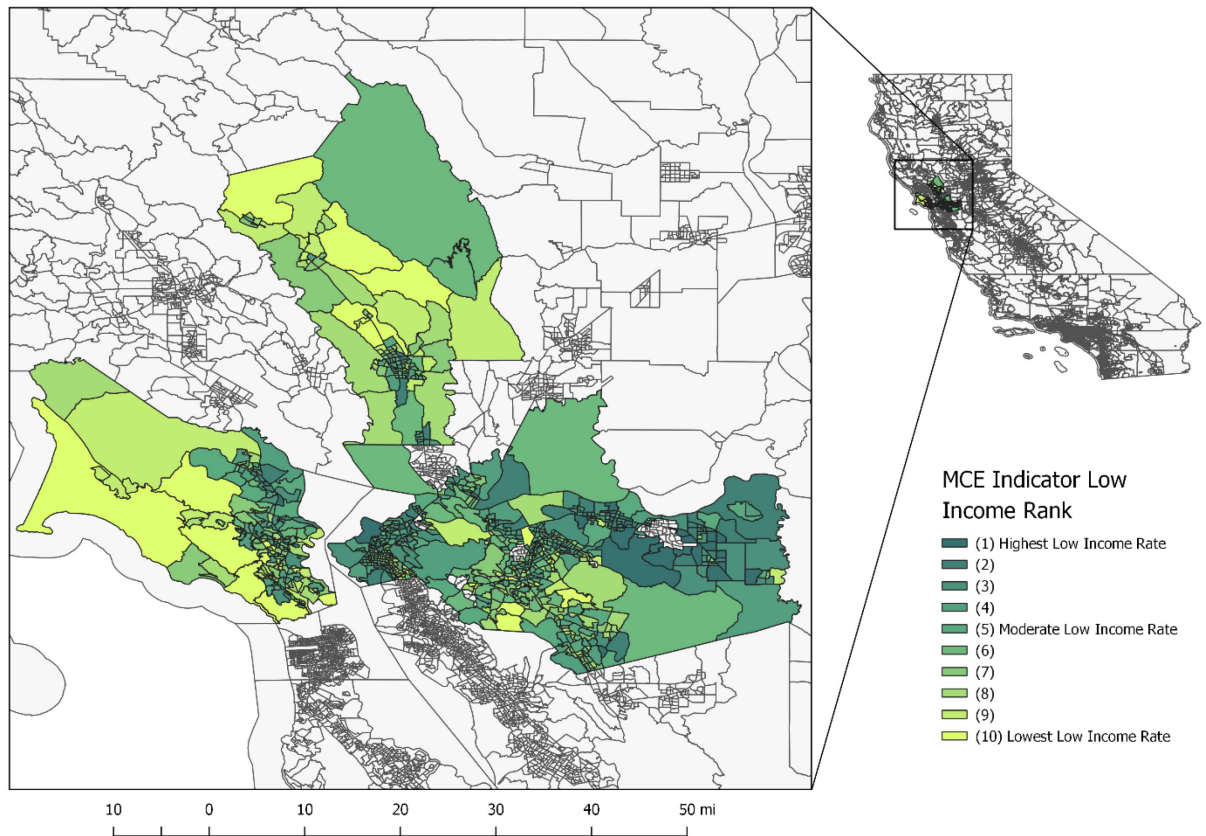 MCE Indicator Low
Income Rank
(1) Highest Low Income Rate
(2)
(3)
(4)
(5) Moderate Low Income Rate
(6)
(7)
(8)
(9)
(10) Lowest Low Income Rate
10 0 10 20 30 40 50 mi